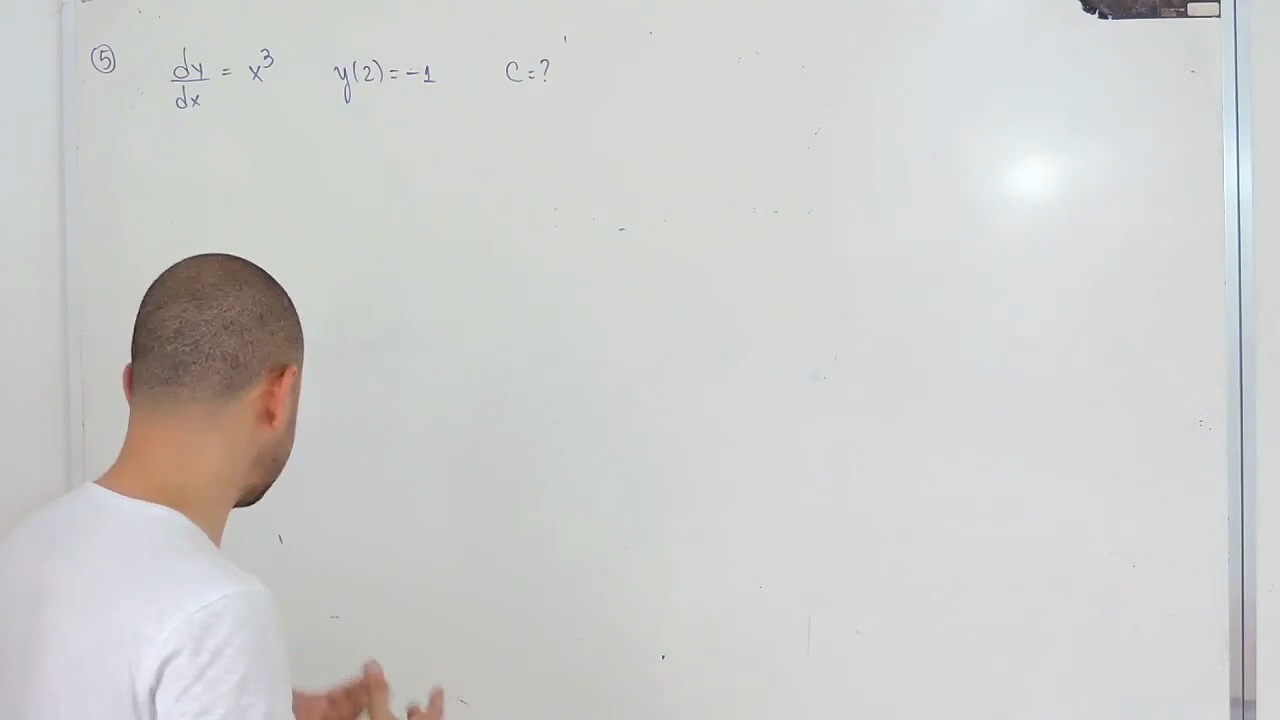 ⑤ dy/dx = x³ y(2) = -1 C = ?